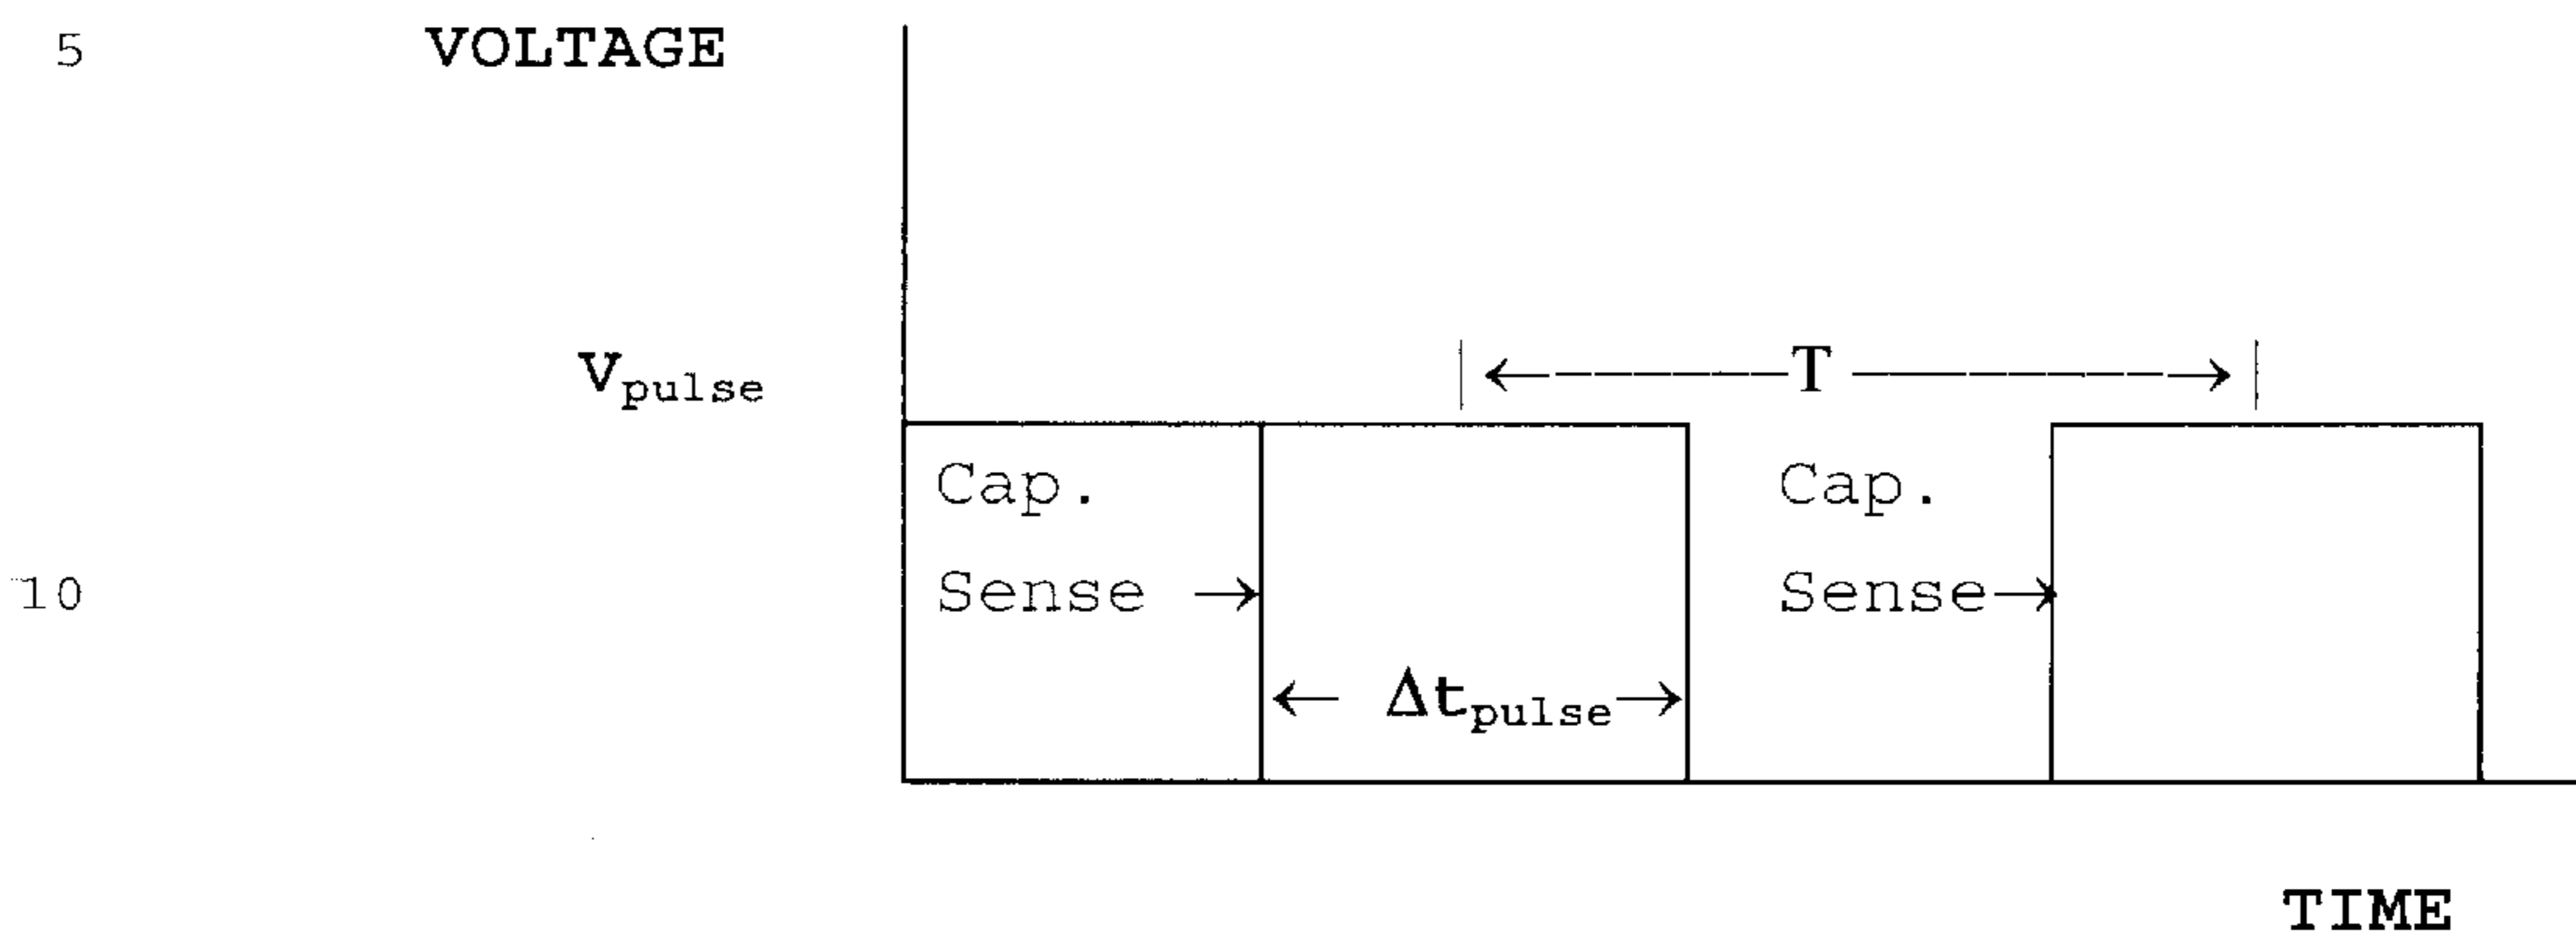 5 VOLTAGE
Vpulse
←-------T-------→
Cap. Cap.
10 Sense → Sense→
← Δtpulse→
TIME